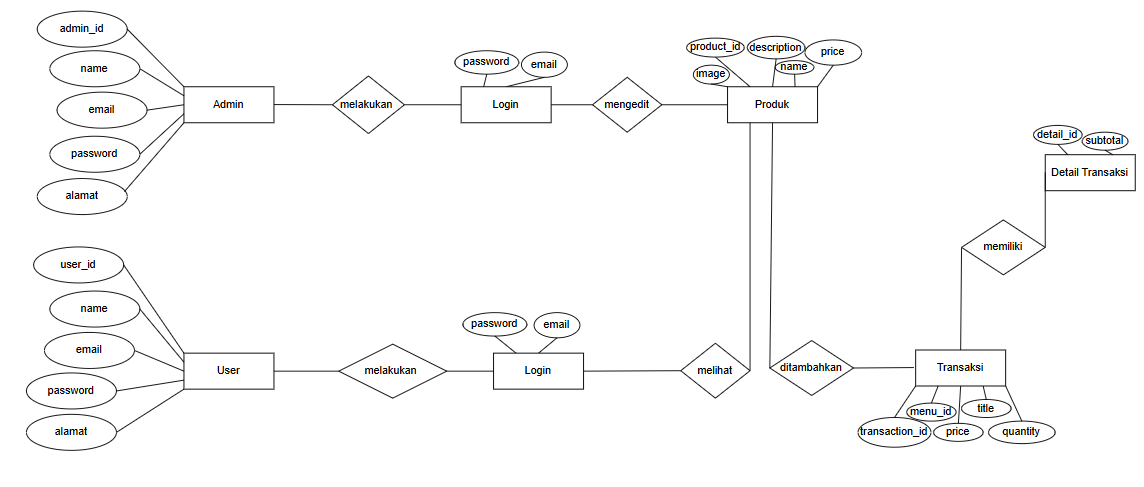 admin_id
name
email
password
alamat
Admin
melakukan
password
email
Login
mengedit
product_id
description
price
image
name
Produk
detail_id
subtotal
Detail Transaksi
memiliki
user_id
name
email
password
alamat
User
melakukan
password
email
Login
melihat
ditambahkan
Transaksi
menu_id
title
transaction_id
price
quantity